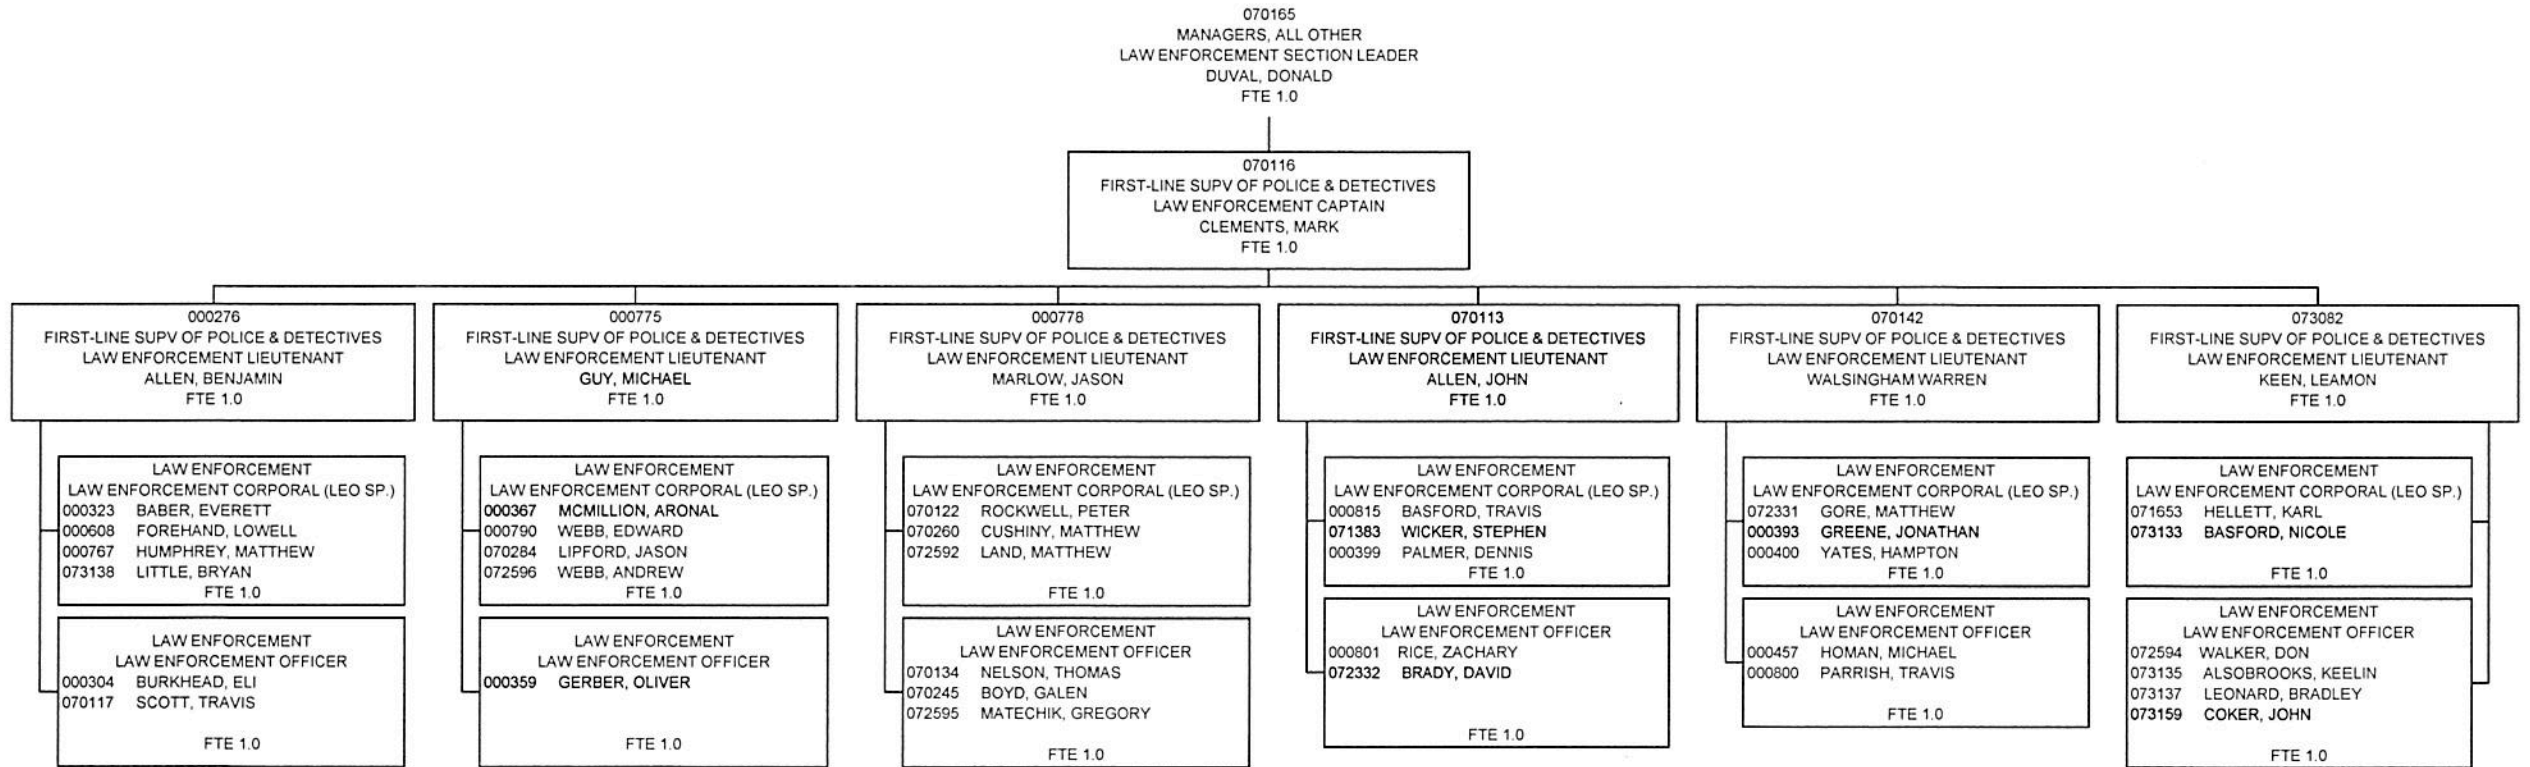 070165
MANAGERS, ALL OTHER
LAW ENFORCEMENT SECTION LEADER
DUVAL, DONALD
FTE 1.0
070116
FIRST-LINE SUPV OF POLICE & DETECTIVES
LAW ENFORCEMENT CAPTAIN
CLEMENTS, MARK
FTE 1.0
000276
FIRST-LINE SUPV OF POLICE & DETECTIVES
LAW ENFORCEMENT LIEUTENANT
ALLEN, BENJAMIN
FTE 1.0
LAW ENFORCEMENT
LAW ENFORCEMENT CORPORAL (LEO SP.)
000323 BABER, EVERETT
000608 FOREHAND, LOWELL
000767 HUMPHREY, MATTHEW
073138 LITTLE, BRYAN
FTE 1.0
LAW ENFORCEMENT
LAW ENFORCEMENT OFFICER
000304 BURKHEAD, ELI
070117 SCOTT, TRAVIS
FTE 1.0
000775
FIRST-LINE SUPV OF POLICE & DETECTIVES
LAW ENFORCEMENT LIEUTENANT
GUY, MICHAEL
FTE 1.0
LAW ENFORCEMENT
LAW ENFORCEMENT CORPORAL (LEO SP.)
000367 MCMILLION, ARONAL
000790 WEBB, EDWARD
070284 LIPFORD, JASON
072596 WEBB, ANDREW
FTE 1.0
LAW ENFORCEMENT
LAW ENFORCEMENT OFFICER
000359 GERBER, OLIVER
FTE 1.0
000778
FIRST-LINE SUPV OF POLICE & DETECTIVES
LAW ENFORCEMENT LIEUTENANT
MARLOW, JASON
FTE 1.0
LAW ENFORCEMENT
LAW ENFORCEMENT CORPORAL (LEO SP.)
070122 ROCKWELL, PETER
070260 CUSHINY, MATTHEW
072592 LAND, MATTHEW
FTE 1.0
LAW ENFORCEMENT
LAW ENFORCEMENT OFFICER
070134 NELSON, THOMAS
070245 BOYD, GALEN
072595 MATECHIK, GREGORY
FTE 1.0
070113
FIRST-LINE SUPV OF POLICE & DETECTIVES
LAW ENFORCEMENT LIEUTENANT
ALLEN, JOHN
FTE 1.0
LAW ENFORCEMENT
LAW ENFORCEMENT CORPORAL (LEO SP.)
000815 BASFORD, TRAVIS
071383 WICKER, STEPHEN
000399 PALMER, DENNIS
FTE 1.0
LAW ENFORCEMENT
LAW ENFORCEMENT OFFICER
000801 RICE, ZACHARY
072332 BRADY, DAVID
FTE 1.0
070142
FIRST-LINE SUPV OF POLICE & DETECTIVES
LAW ENFORCEMENT LIEUTENANT
WALSINGHAM WARREN
FTE 1.0
LAW ENFORCEMENT
LAW ENFORCEMENT CORPORAL (LEO SP.)
072331 GORE, MATTHEW
000393 GREENE, JONATHAN
000400 YATES, HAMPTON
FTE 1.0
LAW ENFORCEMENT
LAW ENFORCEMENT OFFICER
000457 HOMAN, MICHAEL
000800 PARRISH, TRAVIS
FTE 1.0
073082
FIRST-LINE SUPV OF POLICE & DETECTIVES
LAW ENFORCEMENT LIEUTENANT
KEEN, LEAMON
FTE 1.0
LAW ENFORCEMENT
LAW ENFORCEMENT CORPORAL (LEO SP.)
071653 HELLETT, KARL
073133 BASFORD, NICOLE
FTE 1.0
LAW ENFORCEMENT
LAW ENFORCEMENT OFFICER
072594 WALKER, DON
073135 ALSOBROOKS, KEELIN
073137 LEONARD, BRADLEY
073159 COKER, JOHN
FTE 1.0